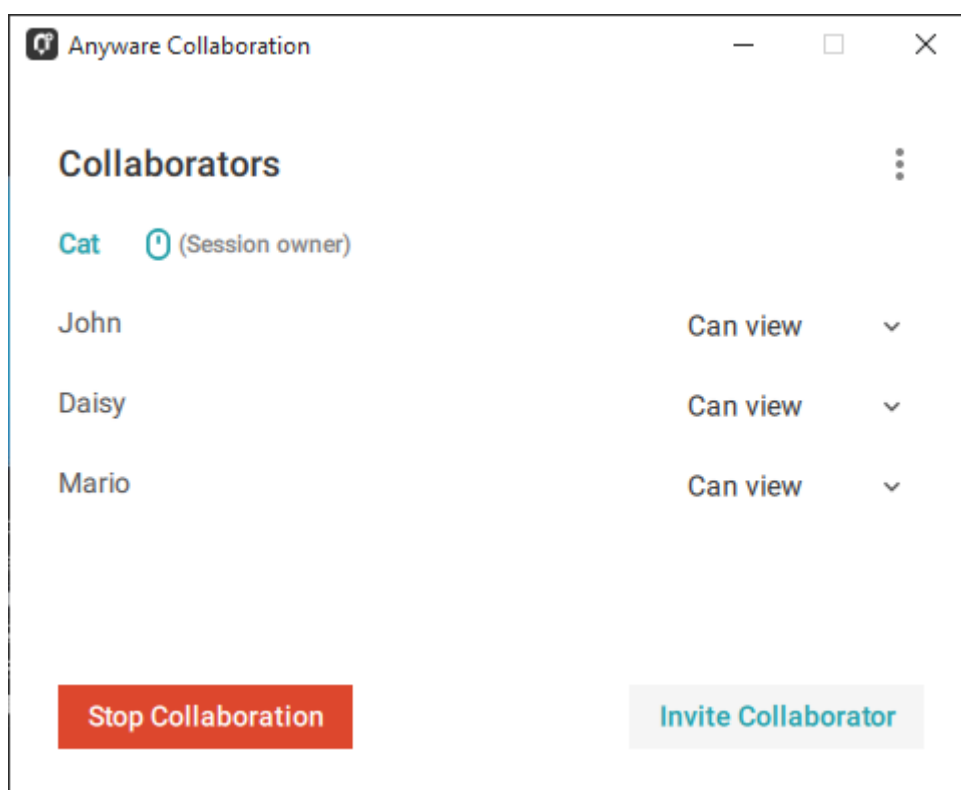 Anyware Collaboration
Collaborators
Cat (Session owner)
John Can view
Daisy Can view
Mario Can view
Stop Collaboration Invite Collaborator